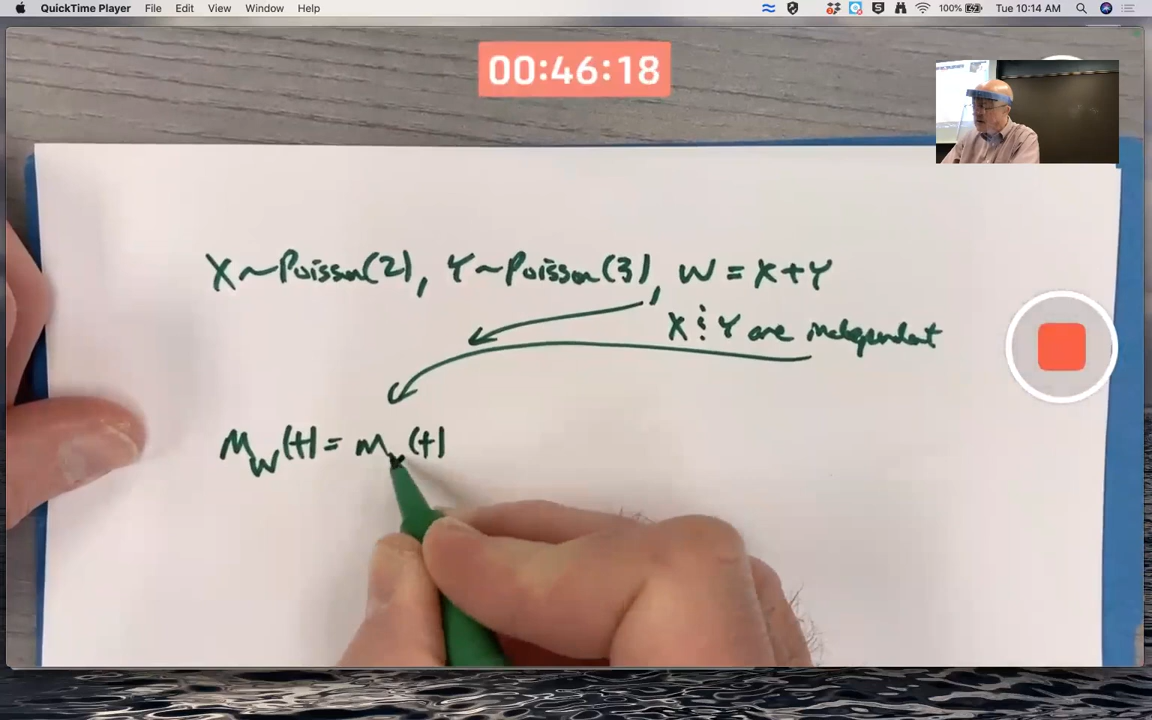 QuickTime Player File Edit View Window Help 100% Tue 10:14 AM
00:46:18
X~Poisson(2), Y~Poisson(3), W = X+Y
X & Y are independent
M_W(t) = M_X(t)